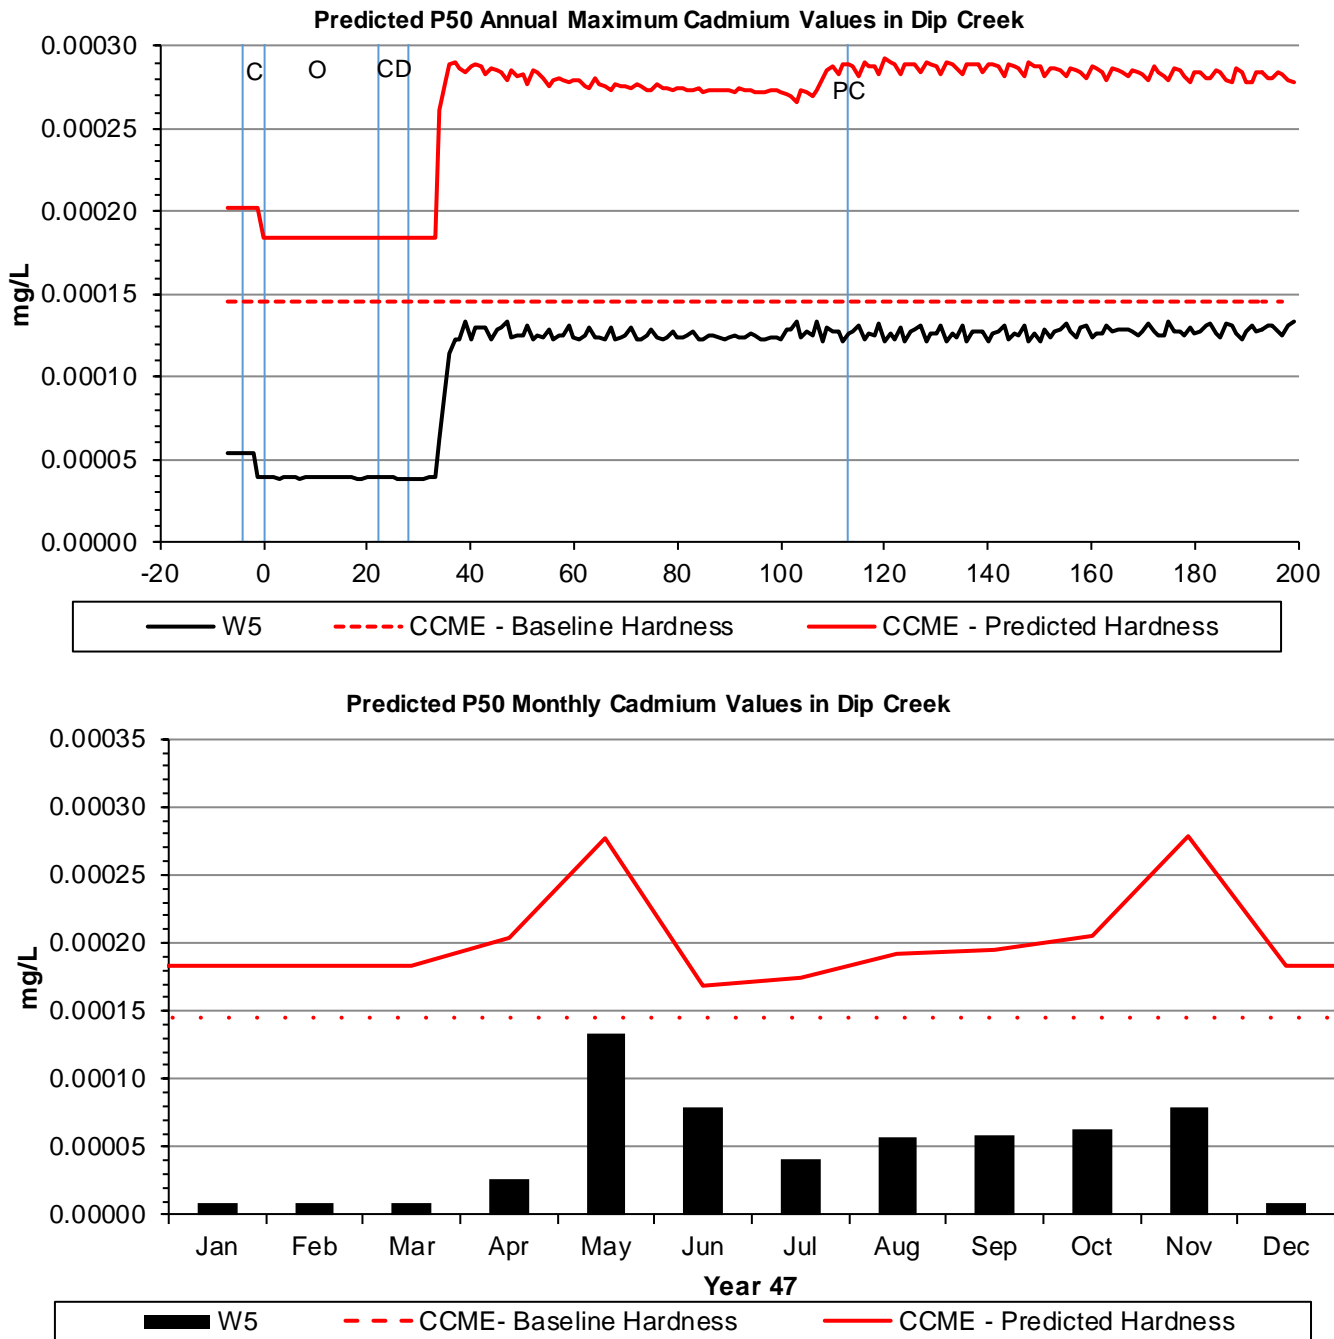 Predicted P50 Annual Maximum Cadmium Values in Dip Creek
0.00030
C O CD
PC
0.00025
0.00020
0.00015
0.00010
0.00005
0.00000
mg/L
-20 0 20 40 60 80 100 120 140 160 180 200
W5 CCME - Baseline Hardness CCME - Predicted Hardness
Predicted P50 Monthly Cadmium Values in Dip Creek
0.00035
0.00030
0.00025
0.00020
0.00015
0.00010
0.00005
0.00000
mg/L
Jan Feb Mar Apr May Jun Jul Aug Sep Oct Nov Dec
Year 47
W5 CCME- Baseline Hardness CCME - Predicted Hardness